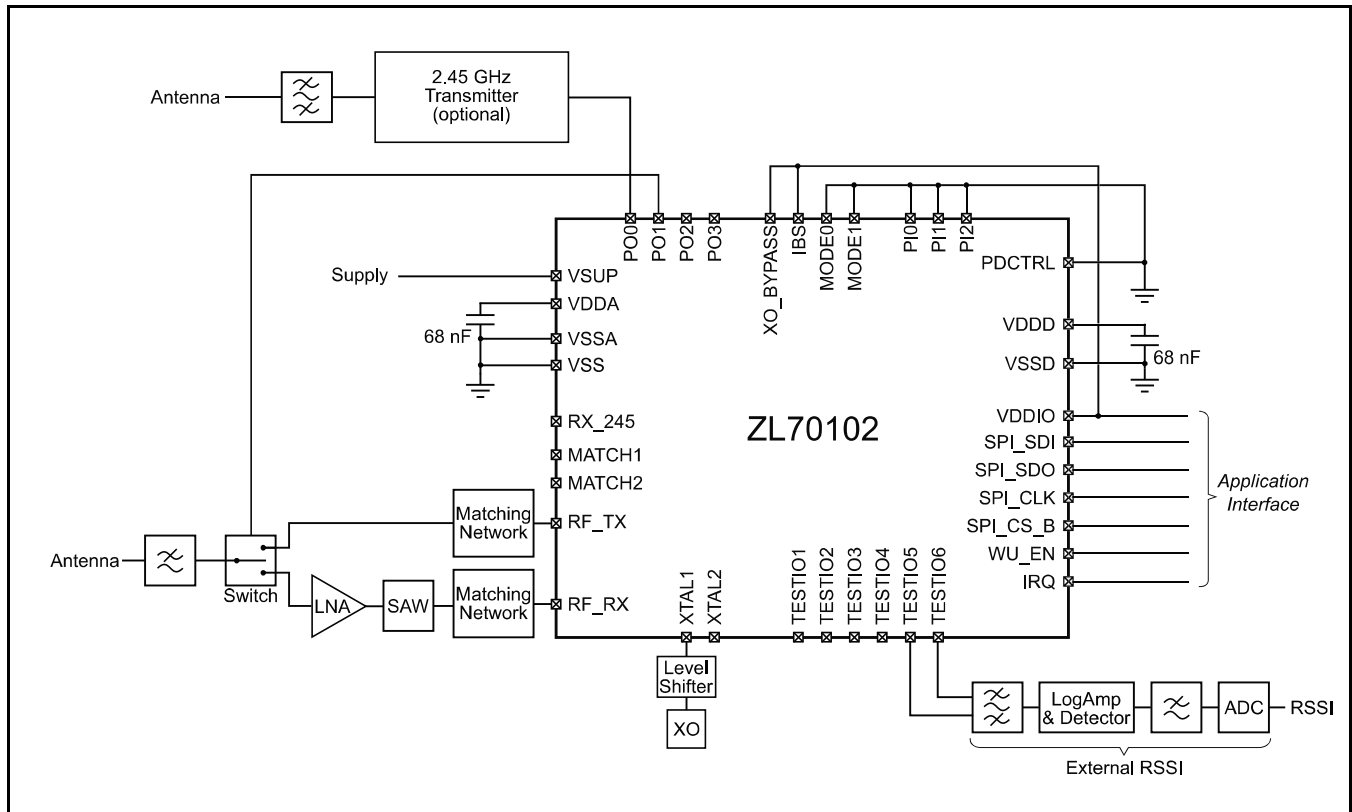 2.45 GHz
Transmitter
(optional)
Antenna
PO0
PO1
PO2
PO3
XO_BYPASS
IBS
MODE0
MODE1
PI0
PI1
PI2
Supply
VSUP
VDDA
68 nF
VSSA
VSS
RX_245
MATCH1
MATCH2
RF_TX
RF_RX
ZL70102
PDCTRL
VDDD
68 nF
VSSD
VDDIO
SPI_SDI
SPI_SDO
SPI_CLK
SPI_CS_B
WU_EN
IRQ
Application
Interface
Matching
Network
Antenna
Switch
LNA
SAW
Matching
Network
XTAL1
XTAL2
TESTIO1
TESTIO2
TESTIO3
TESTIO4
TESTIO5
TESTIO6
Level
Shifter
XO
LogAmp
& Detector
ADC
RSSI
External RSSI